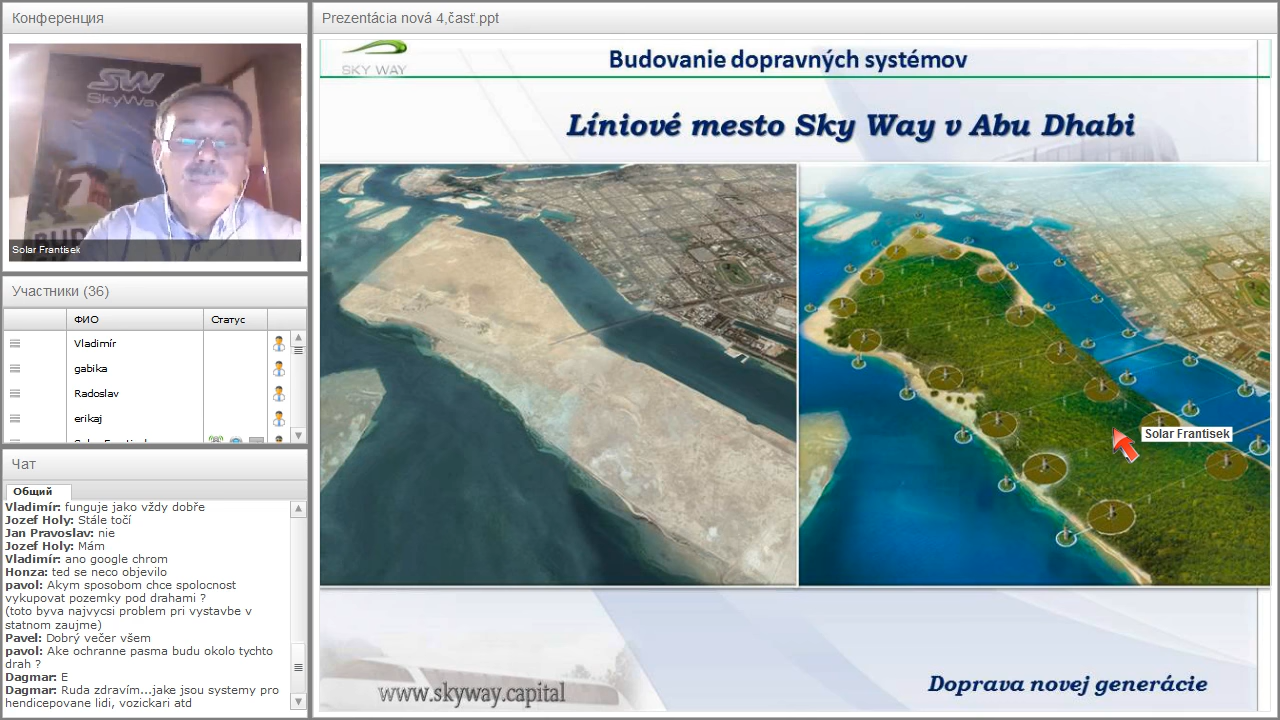 Конференция
SW
SkyWay
Solar Frantisek
Участники (36)
ФИО
Статус
Vladimír
gabika
Radoslav
erikaj
Чат
Общий
Vladimír: funguje jako vždy dobře
Jozef Holy: Stále točí
Jan Pravoslav: nie
Jozef Holy: Mám
Vladimír: ano google chrom
Honza: ted se neco objevilo
pavol: Akym sposobom chce spolocnost
vykupovat pozemky pod drahami ?
(toto byva najvycsi problem pri vystavbe v
statnom zaujme)
Pavel: Dobrý večer všem
pavol: Ake ochranne pasma budu okolo tychto
drah ?
Dagmar: E
Dagmar: Ruda zdravím...jake jsou systemy pro
hendicepovane lidi, vozickari atd
Prezentácia nová 4,časť.ppt
SKY WAY
Budovanie dopravných systémov
Líniové mesto Sky Way v Abu Dhabi
Solar Frantisek
www.skyway.capital
Doprava novej generácie